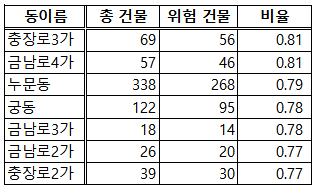 동이름 총 건물 위험 건물 비율
충장로3가 69 56 0.81
금남로4가 57 46 0.81
누문동 338 268 0.79
궁동 122 95 0.78
금남로3가 18 14 0.78
금남로2가 26 20 0.77
충장로2가 39 30 0.77